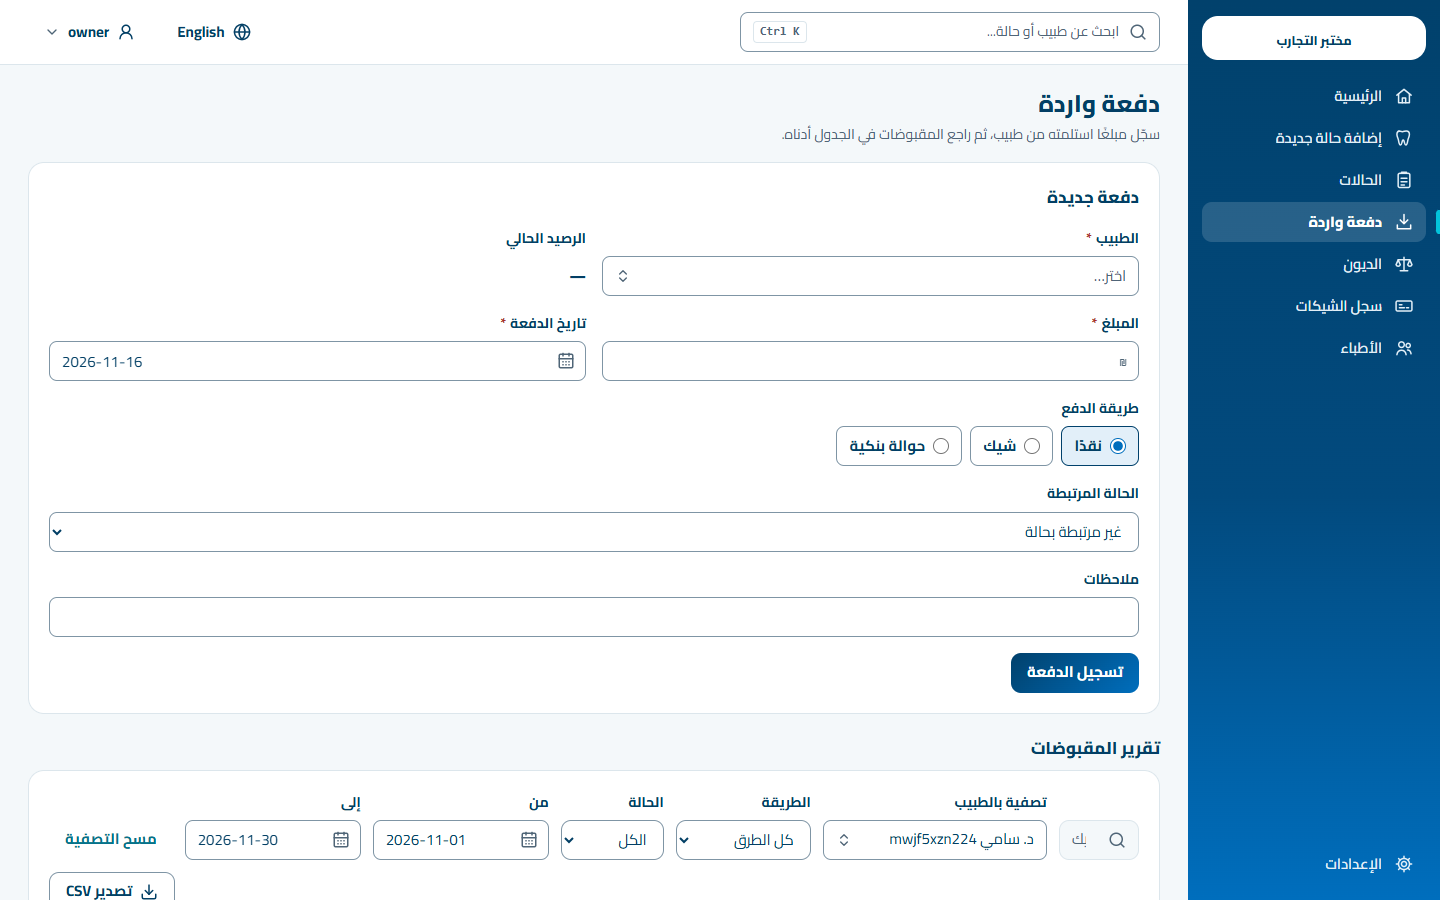 مختبر التجارب
الرئيسية
إضافة حالة جديدة
الحالات
دفعة واردة
الديون
سجل الشيكات
الأطباء
الإعدادات
ابحث عن طبيب أو حالة...
Ctrl K
English
owner
دفعة واردة
سجّل مبلغًا استلمته من طبيب، ثم راجع المقبوضات في الجدول أدناه.
دفعة جديدة
الطبيب *
الرصيد الحالي
اختر...
—
المبلغ *
تاريخ الدفعة *
₪
2026-11-16
طريقة الدفع
نقدًا
شيك
حوالة بنكية
الحالة المرتبطة
غير مرتبطة بحالة
ملاحظات
تسجيل الدفعة
تقرير المقبوضات
تصفية بالطبيب
الطريقة
الحالة
من
إلى
د. سامي mwjf5xzn224
كل الطرق
الكل
2026-11-01
2026-11-30
مسح التصفية
تصدير CSV